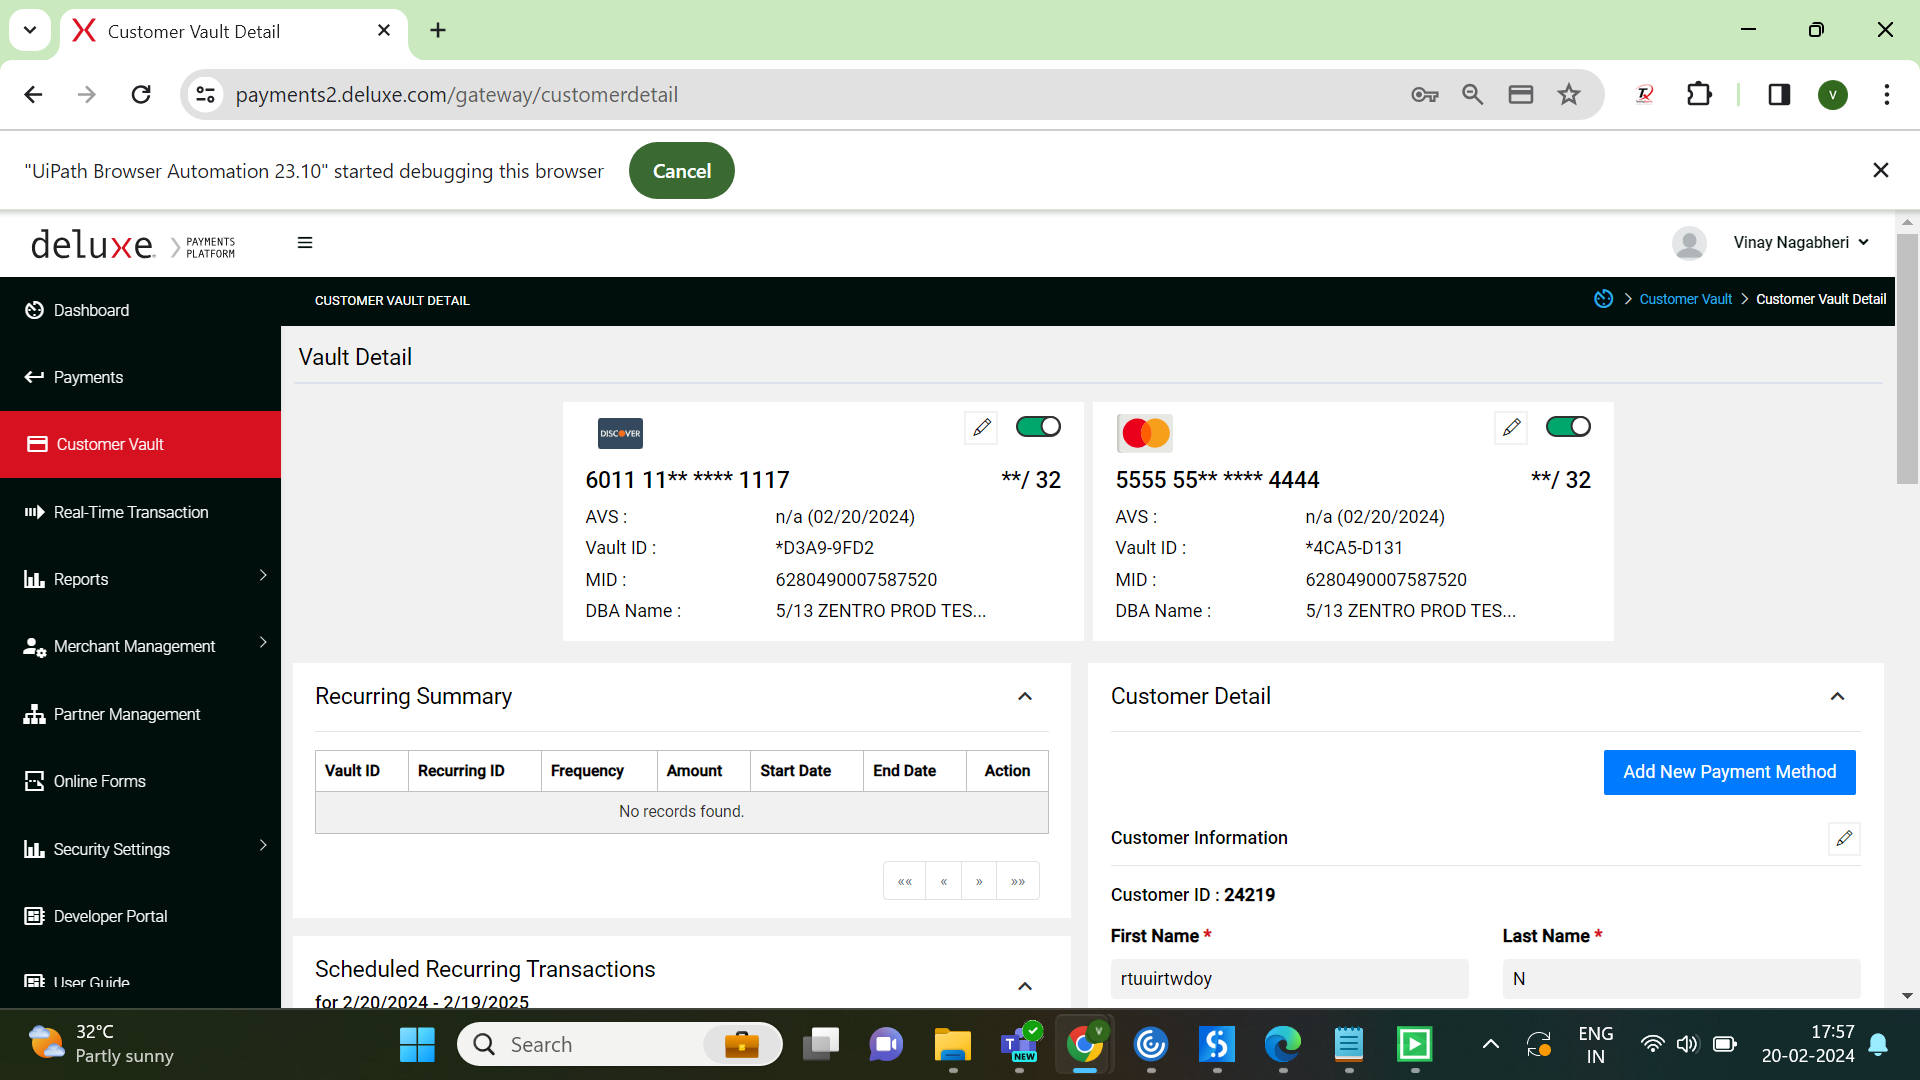 Customer Vault Detail
payments2.deluxe.com/gateway/customerdetail
V
"UiPath Browser Automation 23.10" started debugging this browser
Cancel
deluxe. PAYMENTS PLATFORM
Vinay Nagabheri
CUSTOMER VAULT DETAIL
Customer Vault
Customer Vault Detail
Dashboard
Payments
Customer Vault
Real-Time Transaction
Reports
Merchant Management
Partner Management
Online Forms
Security Settings
Developer Portal
User Guide
Vault Detail
DISCOVER
6011 11** **** 1117 **/ 32
AVS : n/a (02/20/2024)
Vault ID : *D3A9-9FD2
MID : 6280490007587520
DBA Name : 5/13 ZENTRO PROD TES...
5555 55** **** 4444 **/ 32
AVS : n/a (02/20/2024)
Vault ID : *4CA5-D131
MID : 6280490007587520
DBA Name : 5/13 ZENTRO PROD TES...
Recurring Summary
Vault ID Recurring ID Frequency Amount Start Date End Date Action
No records found.
«« « » »»
Scheduled Recurring Transactions
for 2/20/2024 - 2/19/2025
Customer Detail
Add New Payment Method
Customer Information
Customer ID : 24219
First Name * Last Name *
rtuuirtwdoy N
32°C
Partly sunny
Search
NEW
V
ENG
IN
17:57
20-02-2024